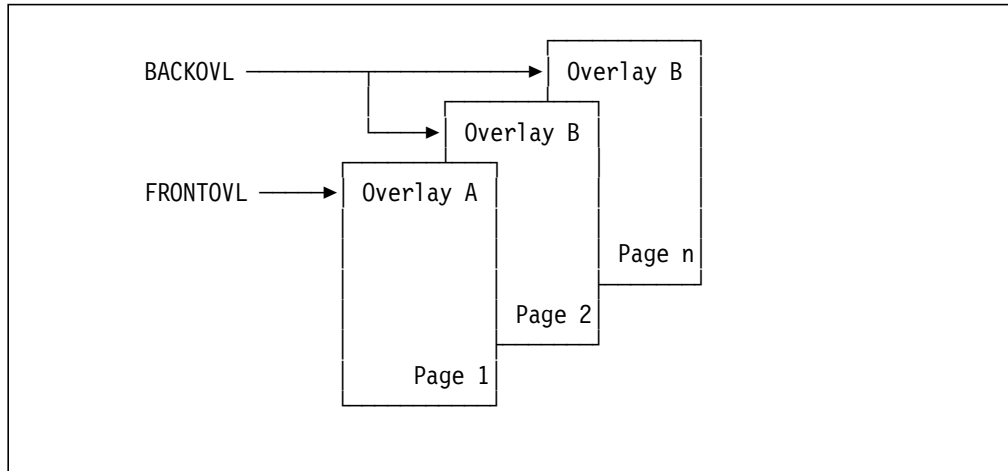 BACKOVL
Overlay B
Overlay B
FRONTOVL
Overlay A
Page n
Page 2
Page 1